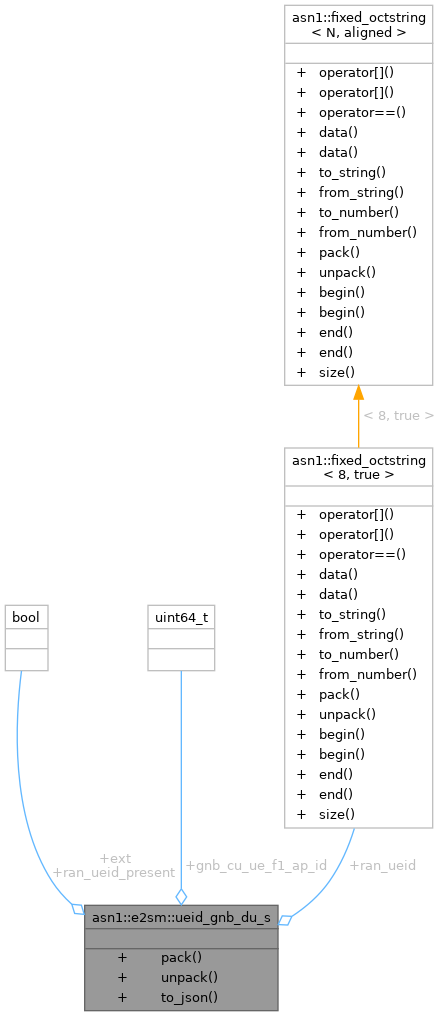 asn1::fixed_octstring
< N, aligned >
+ operator[]()
+ operator[]()
+ operator==()
+ data()
+ data()
+ to_string()
+ from_string()
+ to_number()
+ from_number()
+ pack()
+ unpack()
+ begin()
+ begin()
+ end()
+ end()
+ size()
< 8, true >
asn1::fixed_octstring
< 8, true >
+ operator[]()
+ operator[]()
+ operator==()
+ data()
+ data()
+ to_string()
+ from_string()
+ to_number()
+ from_number()
+ pack()
+ unpack()
+ begin()
+ begin()
+ end()
+ end()
+ size()
bool
uint64_t
+ext
+ran_ueid_present
+gnb_cu_ue_f1_ap_id
+ran_ueid
asn1::e2sm::ueid_gnb_du_s
+ pack()
+ unpack()
+ to_json()